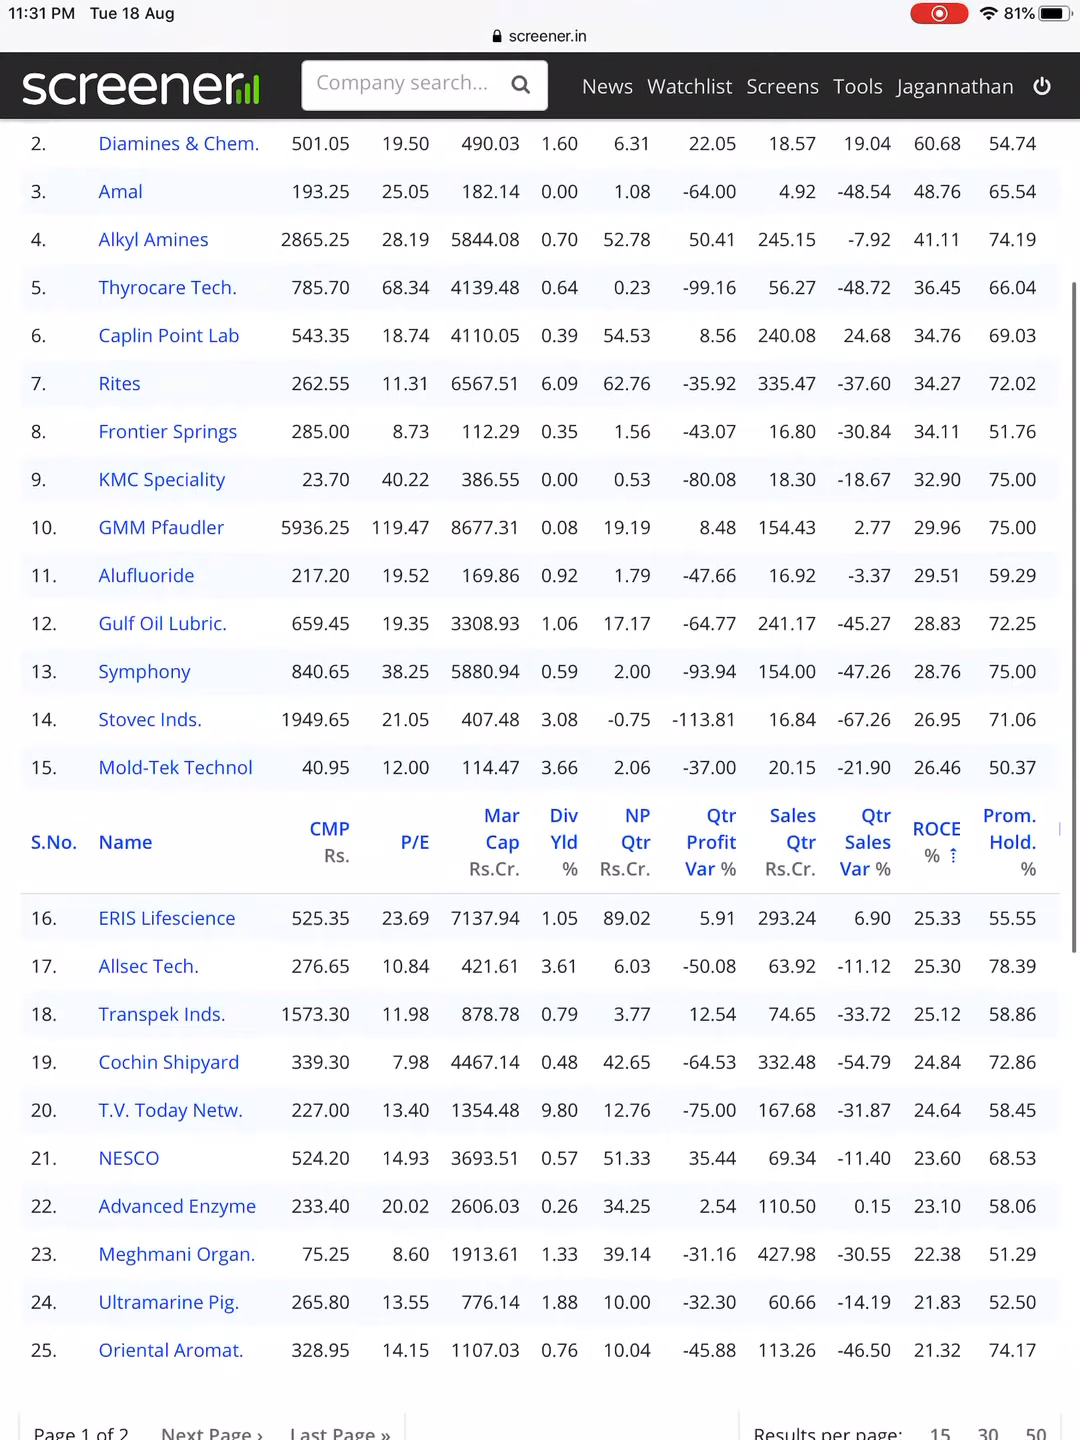 11:31 PM Tue 18 Aug 81%
screener.in
screener Company search... News Watchlist Screens Tools Jagannathan
2. Diamines & Chem. 501.05 19.50 490.03 1.60 6.31 22.05 18.57 19.04 60.68 54.74
3. Amal 193.25 25.05 182.14 0.00 1.08 -64.00 4.92 -48.54 48.76 65.54
4. Alkyl Amines 2865.25 28.19 5844.08 0.70 52.78 50.41 245.15 -7.92 41.11 74.19
5. Thyrocare Tech. 785.70 68.34 4139.48 0.64 0.23 -99.16 56.27 -48.72 36.45 66.04
6. Caplin Point Lab 543.35 18.74 4110.05 0.39 54.53 8.56 240.08 24.68 34.76 69.03
7. Rites 262.55 11.31 6567.51 6.09 62.76 -35.92 335.47 -37.60 34.27 72.02
8. Frontier Springs 285.00 8.73 112.29 0.35 1.56 -43.07 16.80 -30.84 34.11 51.76
9. KMC Speciality 23.70 40.22 386.55 0.00 0.53 -80.08 18.30 -18.67 32.90 75.00
10. GMM Pfaudler 5936.25 119.47 8677.31 0.08 19.19 8.48 154.43 2.77 29.96 75.00
11. Alufluoride 217.20 19.52 169.86 0.92 1.79 -47.66 16.92 -3.37 29.51 59.29
12. Gulf Oil Lubric. 659.45 19.35 3308.93 1.06 17.17 -64.77 241.17 -45.27 28.83 72.25
13. Symphony 840.65 38.25 5880.94 0.59 2.00 -93.94 154.00 -47.26 28.76 75.00
14. Stovec Inds. 1949.65 21.05 407.48 3.08 -0.75 -113.81 16.84 -67.26 26.95 71.06
15. Mold-Tek Technol 40.95 12.00 114.47 3.66 2.06 -37.00 20.15 -21.90 26.46 50.37
Mar Div NP Qtr Sales Qtr Prom.
S.No. Name CMP P/E Cap Yld Qtr Profit Qtr Sales ROCE Hold.
Rs. Rs.Cr. % Rs.Cr. Var % Rs.Cr. Var % % %
16. ERIS Lifescience 525.35 23.69 7137.94 1.05 89.02 5.91 293.24 6.90 25.33 55.55
17. Allsec Tech. 276.65 10.84 421.61 3.61 6.03 -50.08 63.92 -11.12 25.30 78.39
18. Transpek Inds. 1573.30 11.98 878.78 0.79 3.77 12.54 74.65 -33.72 25.12 58.86
19. Cochin Shipyard 339.30 7.98 4467.14 0.48 42.65 -64.53 332.48 -54.79 24.84 72.86
20. T.V. Today Netw. 227.00 13.40 1354.48 9.80 12.76 -75.00 167.68 -31.87 24.64 58.45
21. NESCO 524.20 14.93 3693.51 0.57 51.33 35.44 69.34 -11.40 23.60 68.53
22. Advanced Enzyme 233.40 20.02 2606.03 0.26 34.25 2.54 110.50 0.15 23.10 58.06
23. Meghmani Organ. 75.25 8.60 1913.61 1.33 39.14 -31.16 427.98 -30.55 22.38 51.29
24. Ultramarine Pig. 265.80 13.55 776.14 1.88 10.00 -32.30 60.66 -14.19 21.83 52.50
25. Oriental Aromat. 328.95 14.15 1107.03 0.76 10.04 -45.88 113.26 -46.50 21.32 74.17
Page 1 of 2 Next Page › Last Page » Results per page: 15 30 50